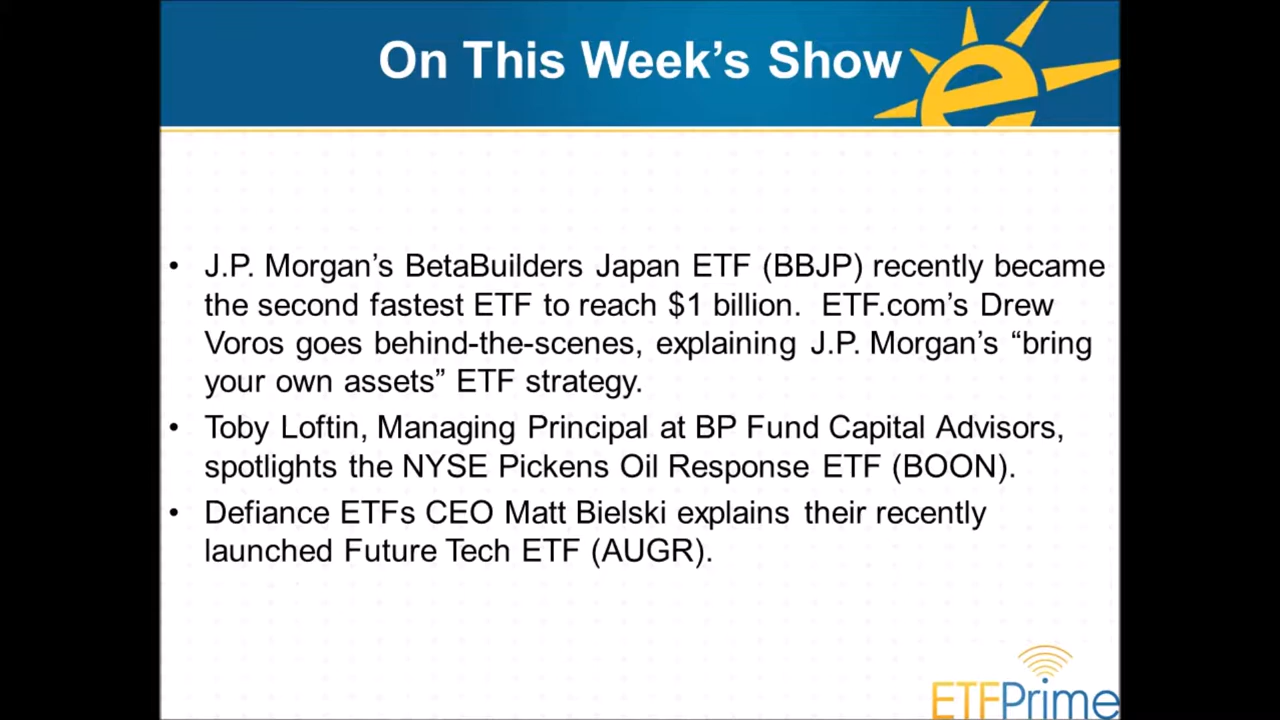 On This Week’s Show
• J.P. Morgan’s BetaBuilders Japan ETF (BBJP) recently became
the second fastest ETF to reach $1 billion.  ETF.com’s Drew
Voros goes behind-the-scenes, explaining J.P. Morgan’s “bring
your own assets” ETF strategy.
• Toby Loftin, Managing Principal at BP Fund Capital Advisors,
spotlights the NYSE Pickens Oil Response ETF (BOON).
• Defiance ETFs CEO Matt Bielski explains their recently
launched Future Tech ETF (AUGR).
ETFPrime